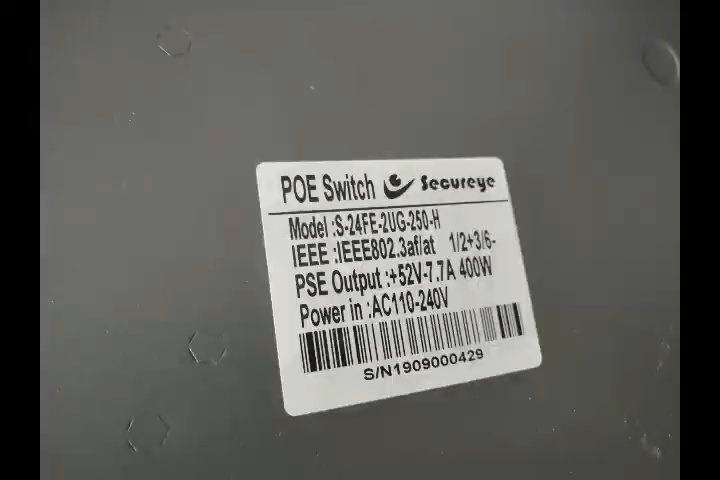 POE Switch Secureye
Model :S-24FE-2UG-250-H
IEEE :IEEE802.3af/at 1/2+3/6-
PSE Output :+52V-7.7A 400W
Power in :AC110-240V
S/N1909000429